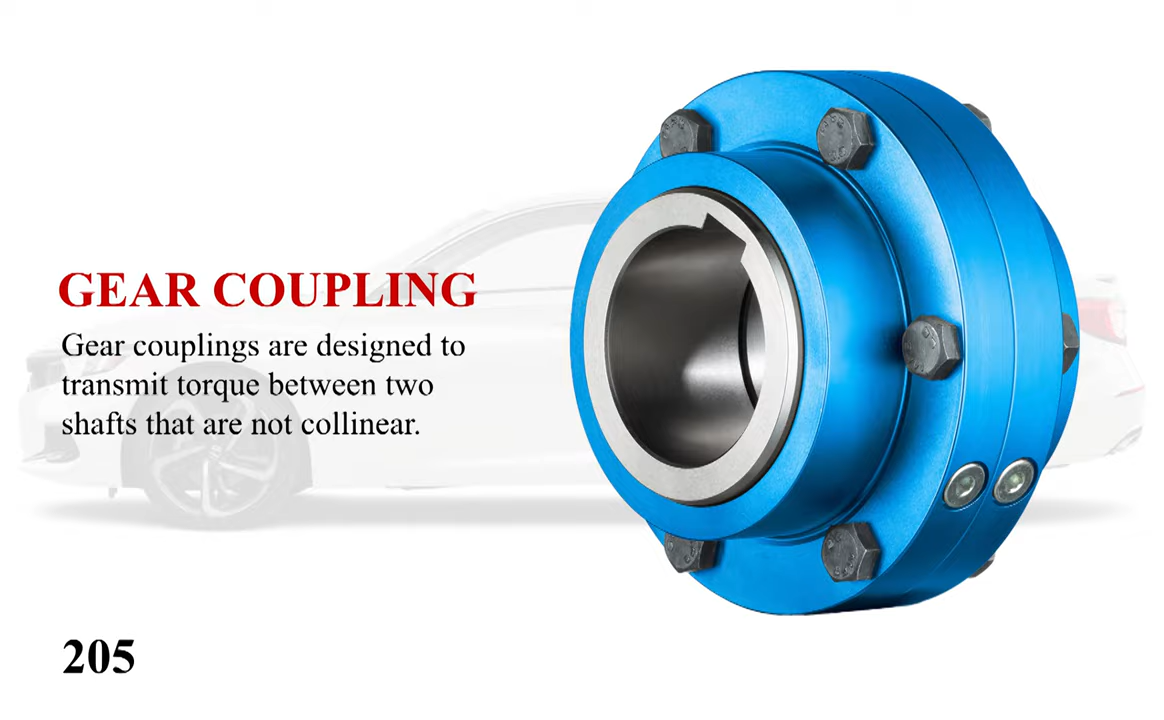 GEAR COUPLING
Gear couplings are designed to
transmit torque between two
shafts that are not collinear.
205